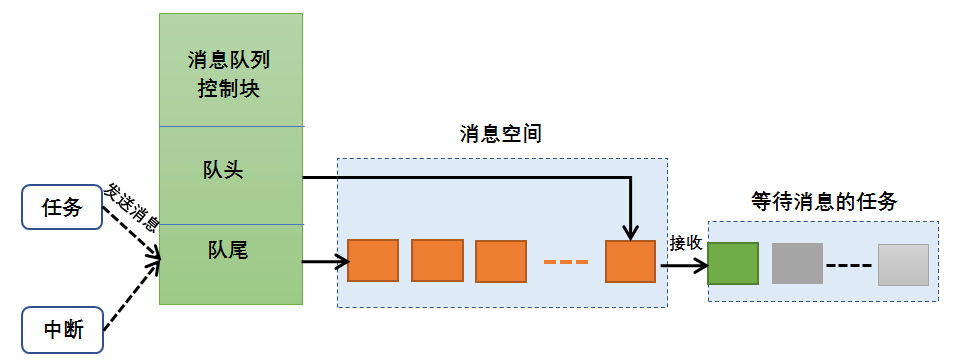 消息队列
控制块
队头
队尾
任务
发送消息
中断
消息空间
接收
等待消息的任务